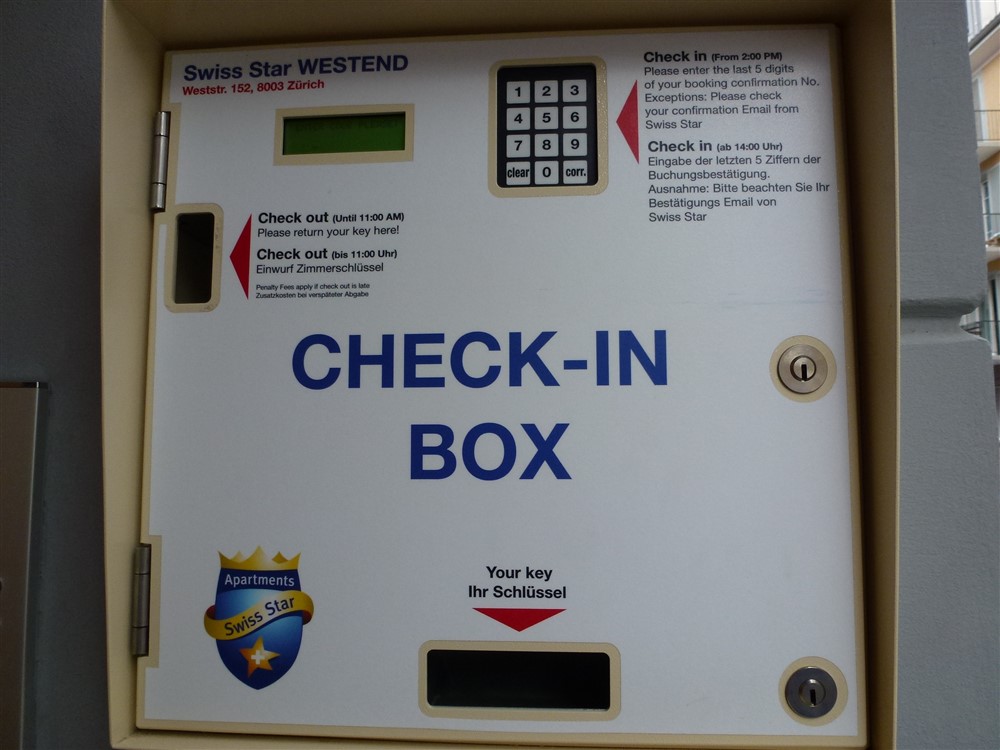 Swiss Star WESTEND
Weststr. 152, 8003 Zürich
1 2 3
4 5 6
7 8 9
clear 0 corr.
Check in (From 2:00 PM)
Please enter the last 5 digits
of your booking confirmation No.
Exceptions: Please check
your confirmation Email from
Swiss Star
Check in (ab 14:00 Uhr)
Eingabe der letzten 5 Ziffern der
Buchungsbestätigung.
Ausnahme: Bitte beachten Sie Ihr
Bestätigungs Email von
Swiss Star
Check out (Until 11:00 AM)
Please return your key here!
Check out (bis 11:00 Uhr)
Einwurf Zimmerschlüssel
Penalty Fees apply if check out is late
Zusatzkosten bei verspäteter Abgabe
CHECK-IN
BOX
Apartments
Swiss Star
Your key
Ihr Schlüssel